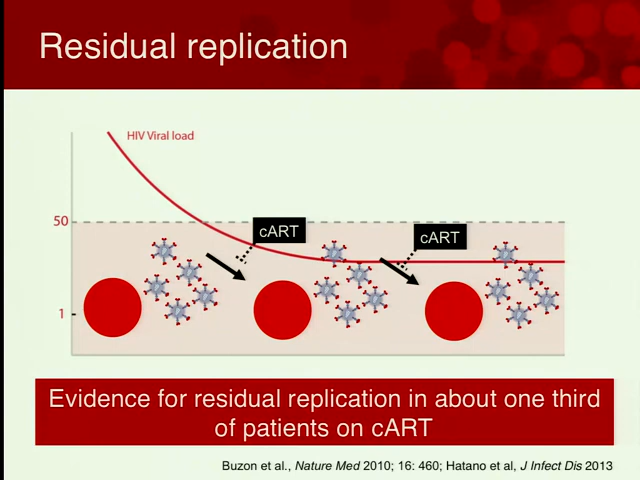 Residual replication
HIV Viral load
50
cART
cART
1
Evidence for residual replication in about one third
of patients on cART
Buzon et al., Nature Med 2010; 16: 460; Hatano et al, J Infect Dis 2013